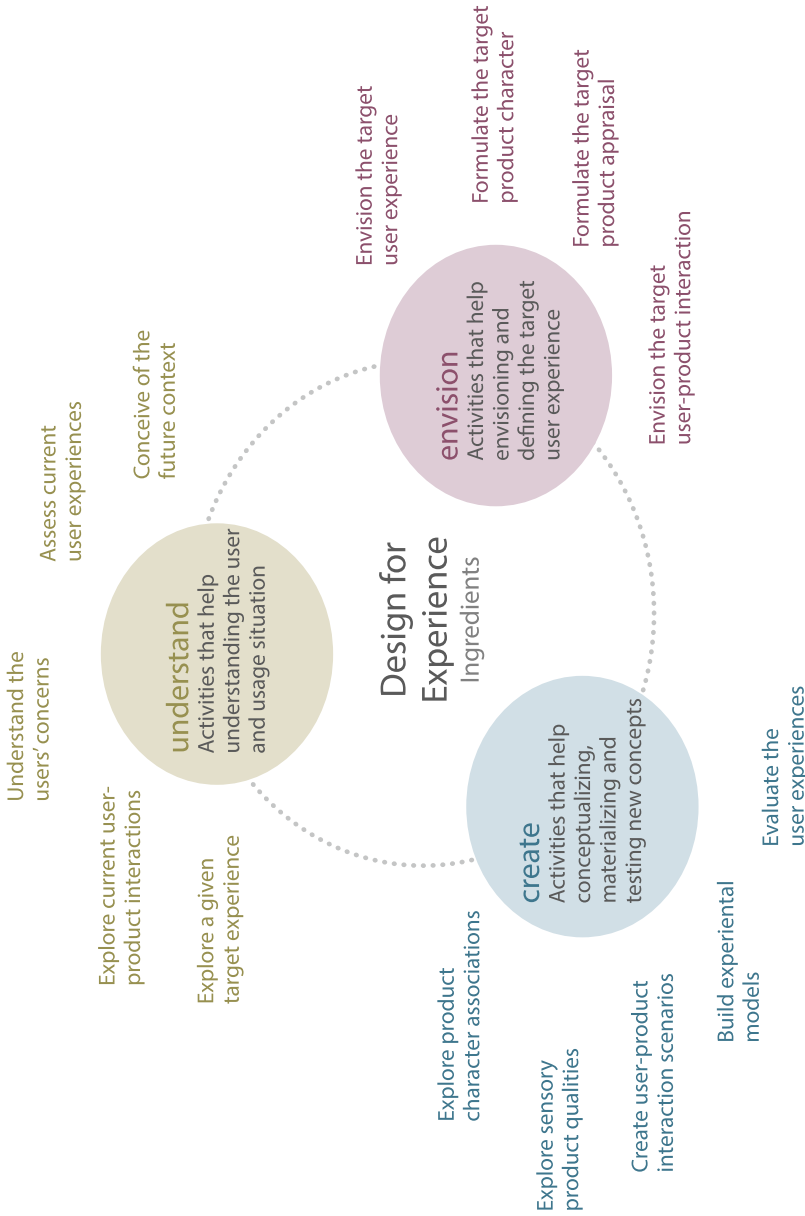 Explore a given
target experience
Explore current user-
product interactions
Understand the
users’ concerns
Assess current
user experiences
Conceive of the
future context
understand
Activities that help
understanding the user
and usage situation
Design for
Experience
Ingredients
envision
Activities that help
envisioning and
defining the target
user experience
Envision the target
user experience
Formulate the target
product character
Formulate the target
product appraisal
Envision the target
user-product interaction
create
Activities that help
conceptualizing,
materializing and
testing new concepts
Explore product
character associations
Explore sensory
product qualities
Create user-product
interaction scenarios
Build experimental
models
Evaluate the
user experiences